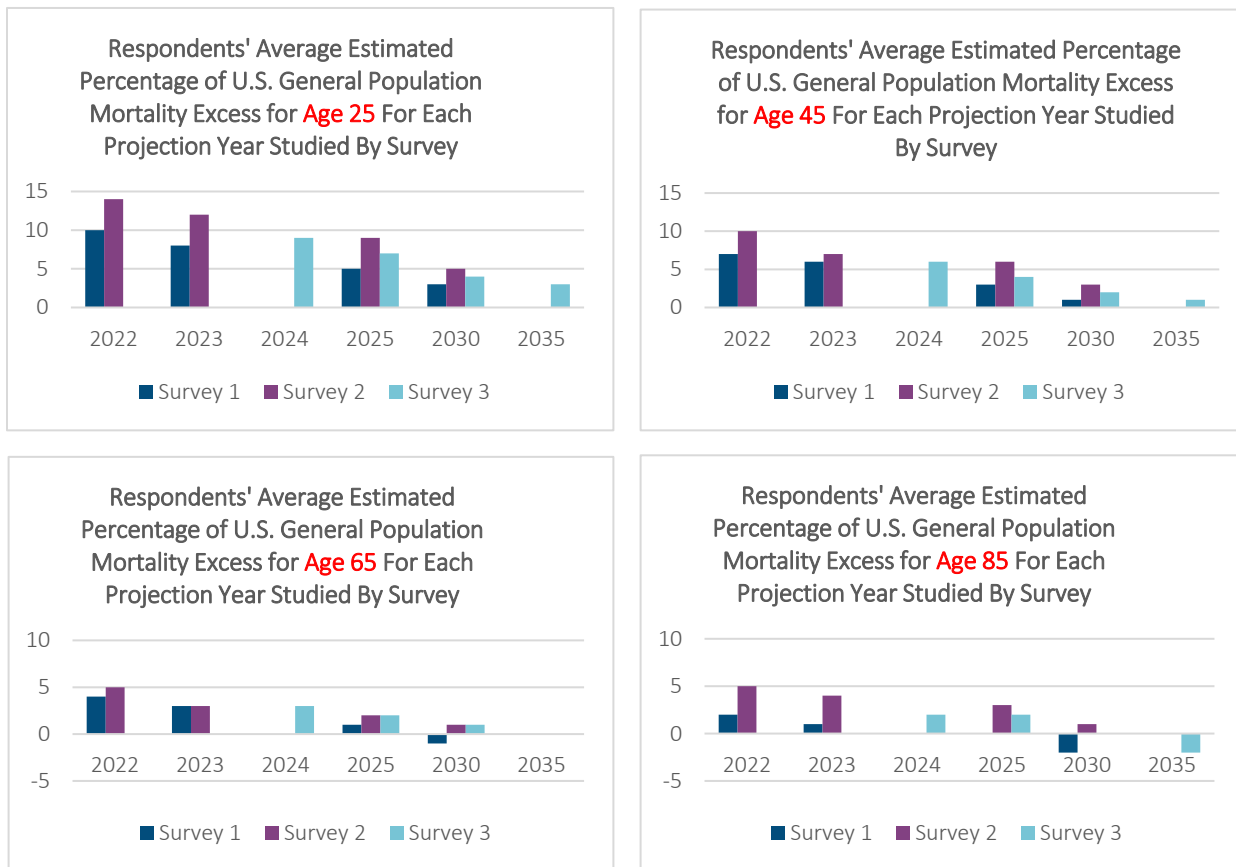 Respondents' Average Estimated
Percentage of U.S. General Population
Mortality Excess for Age 25 For Each
Projection Year Studied By Survey
15
10
5
0
2022 2023 2024 2025 2030 2035
Survey 1 Survey 2 Survey 3
Respondents' Average Estimated Percentage
of U.S. General Population Mortality Excess
for Age 45 For Each Projection Year Studied
By Survey
15
10
5
0
2022 2023 2024 2025 2030 2035
Survey 1 Survey 2 Survey 3
Respondents' Average Estimated
Percentage of U.S. General Population
Mortality Excess for Age 65 For Each
Projection Year Studied By Survey
10
5
0
-5
2022 2023 2024 2025 2030 2035
Survey 1 Survey 2 Survey 3
Respondents' Average Estimated
Percentage of U.S. General Population
Mortality Excess for Age 85 For Each
Projection Year Studied By Survey
10
5
0
-5
2022 2023 2024 2025 2030 2035
Survey 1 Survey 2 Survey 3